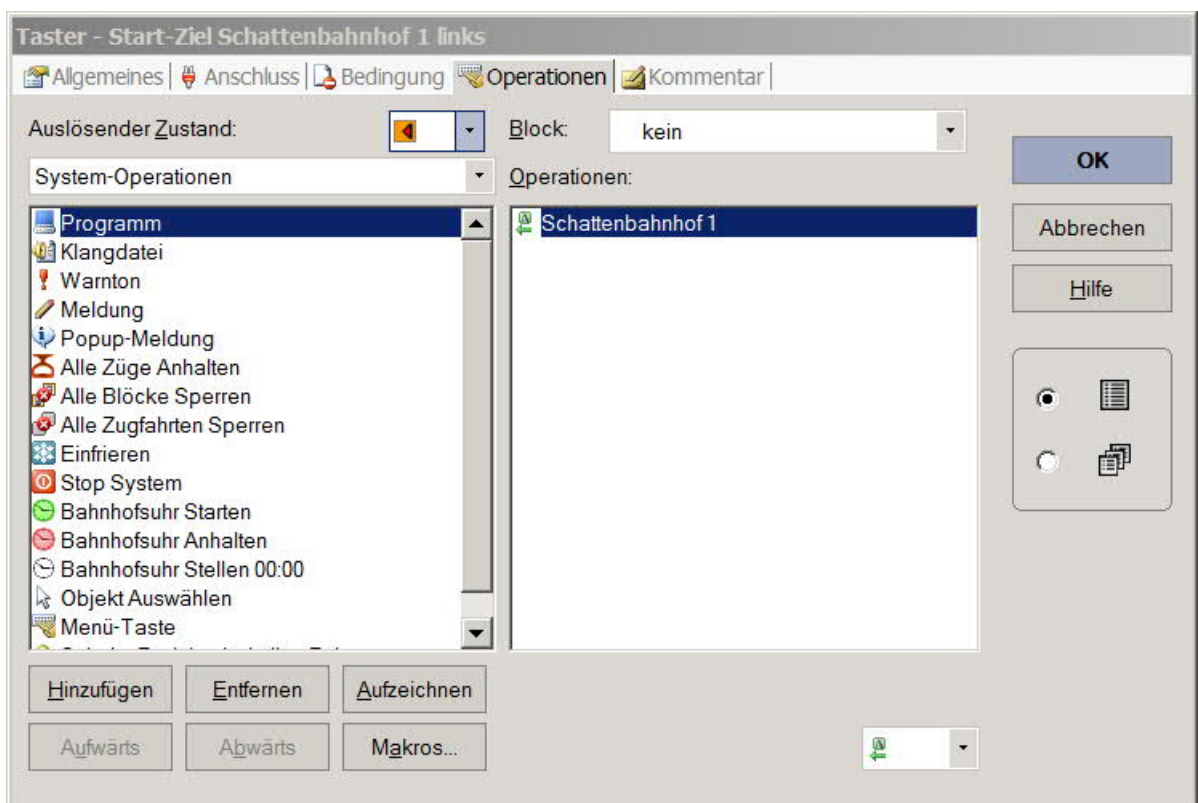 Taster - Start-Ziel Schattenbahnhof 1 links
Allgemeines Anschluss Bedingung Operationen Kommentar
Auslösender Zustand:
Block: kein
System-Operationen
Operationen:
Programm
Klangdatei
Warnton
Meldung
Popup-Meldung
Alle Züge Anhalten
Alle Blöcke Sperren
Alle Zugfahrten Sperren
Einfrieren
Stop System
Bahnhofsuhr Starten
Bahnhofsuhr Anhalten
Bahnhofsuhr Stellen 00:00
Objekt Auswählen
Menü-Taste
Schattenbahnhof 1
OK
Abbrechen
Hilfe
Hinzufügen Entfernen Aufzeichnen
Aufwärts Abwärts Makros...